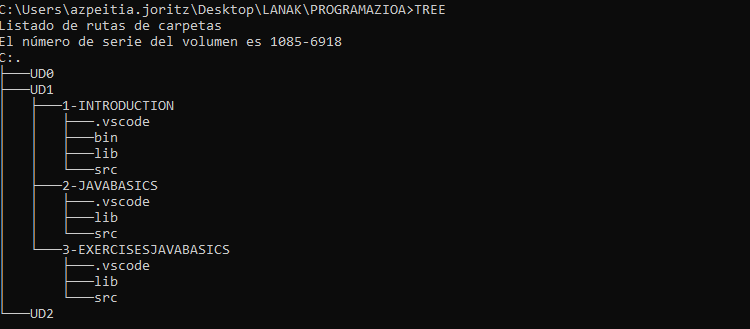 C:\Users\azpeitia.joritz\Desktop\LANAK\PROGRAMAZIOA>TREE
Listado de rutas de carpetas
El número de serie del volumen es 1085-6918
C:.
├───UD0
├───UD1
│   ├───1-INTRODUCTION
│   │   ├───.vscode
│   │   ├───bin
│   │   ├───lib
│   │   └───src
│   ├───2-JAVABASICS
│   │   ├───.vscode
│   │   ├───lib
│   │   └───src
│   └───3-EXERCISESJAVABASICS
│       ├───.vscode
│       ├───lib
│       └───src
└───UD2